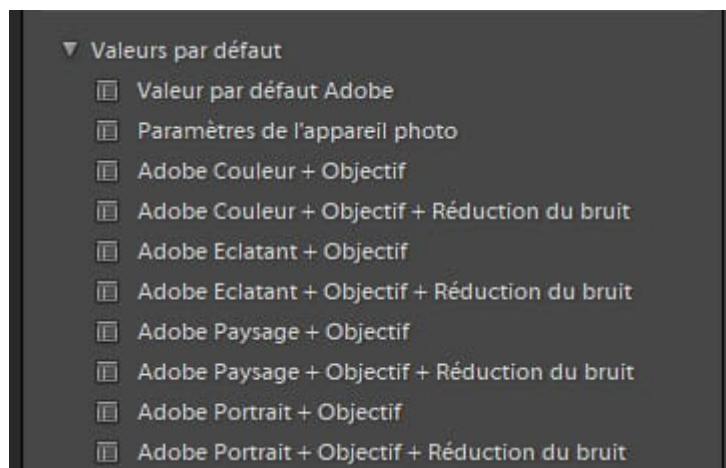 Valeurs par défaut
Valeur par défaut Adobe
Paramètres de l'appareil photo
Adobe Couleur + Objectif
Adobe Couleur + Objectif + Réduction du bruit
Adobe Eclatant + Objectif
Adobe Eclatant + Objectif + Réduction du bruit
Adobe Paysage + Objectif
Adobe Paysage + Objectif + Réduction du bruit
Adobe Portrait + Objectif
Adobe Portrait + Objectif + Réduction du bruit